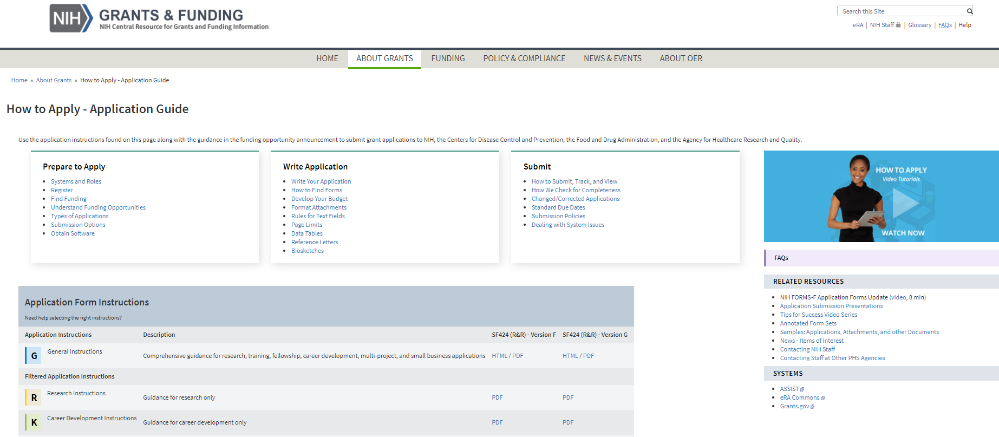 NIH GRANTS & FUNDING
NIH Central Resource for Grants and Funding Information
Search this Site
eRA | NIH Staff | Glossary | FAQs | Help
HOME ABOUT GRANTS FUNDING POLICY & COMPLIANCE NEWS & EVENTS ABOUT OER
Home » About Grants » How to Apply - Application Guide
How to Apply - Application Guide
Use the application instructions found on this page along with the guidance in the funding opportunity announcement to submit grant applications to NIH, the Centers for Disease Control and Prevention, the Food and Drug Administration, and the Agency for Healthcare Research and Quality.
Prepare to Apply
Systems and Roles
Register
Find Funding
Understand Funding Opportunities
Types of Applications
Submission Options
Obtain Software
Write Application
Write Your Application
How to Find Forms
Develop Your Budget
Format Attachments
Rules for Text Fields
Page Limits
Data Tables
Reference Letters
Biosketches
Submit
How to Submit, Track, and View
How We Check for Completeness
Changed/Corrected Applications
Standard Due Dates
Submission Policies
Dealing with System Issues
HOW TO APPLY
Video Tutorials
WATCH NOW
FAQs
RELATED RESOURCES
NIH FORMS-F Application Forms Update (video, 8 min)
Application Submission Presentations
Tips for Success Video Series
Annotated Form Sets
Samples: Applications, Attachments, and other Documents
News - Items of Interest
Contacting NIH Staff
Contacting Staff at Other PHS Agencies
SYSTEMS
ASSIST
eRA Commons
Grants.gov
Application Form Instructions
Need help selecting the right instructions?
Application Instructions Description SF424 (R&R) - Version F SF424 (R&R) - Version G
G General Instructions Comprehensive guidance for research, training, fellowship, career development, multi-project, and small business applications HTML / PDF HTML / PDF
Filtered Application Instructions
R Research Instructions Guidance for research only PDF PDF
K Career Development Instructions Guidance for career development only PDF PDF